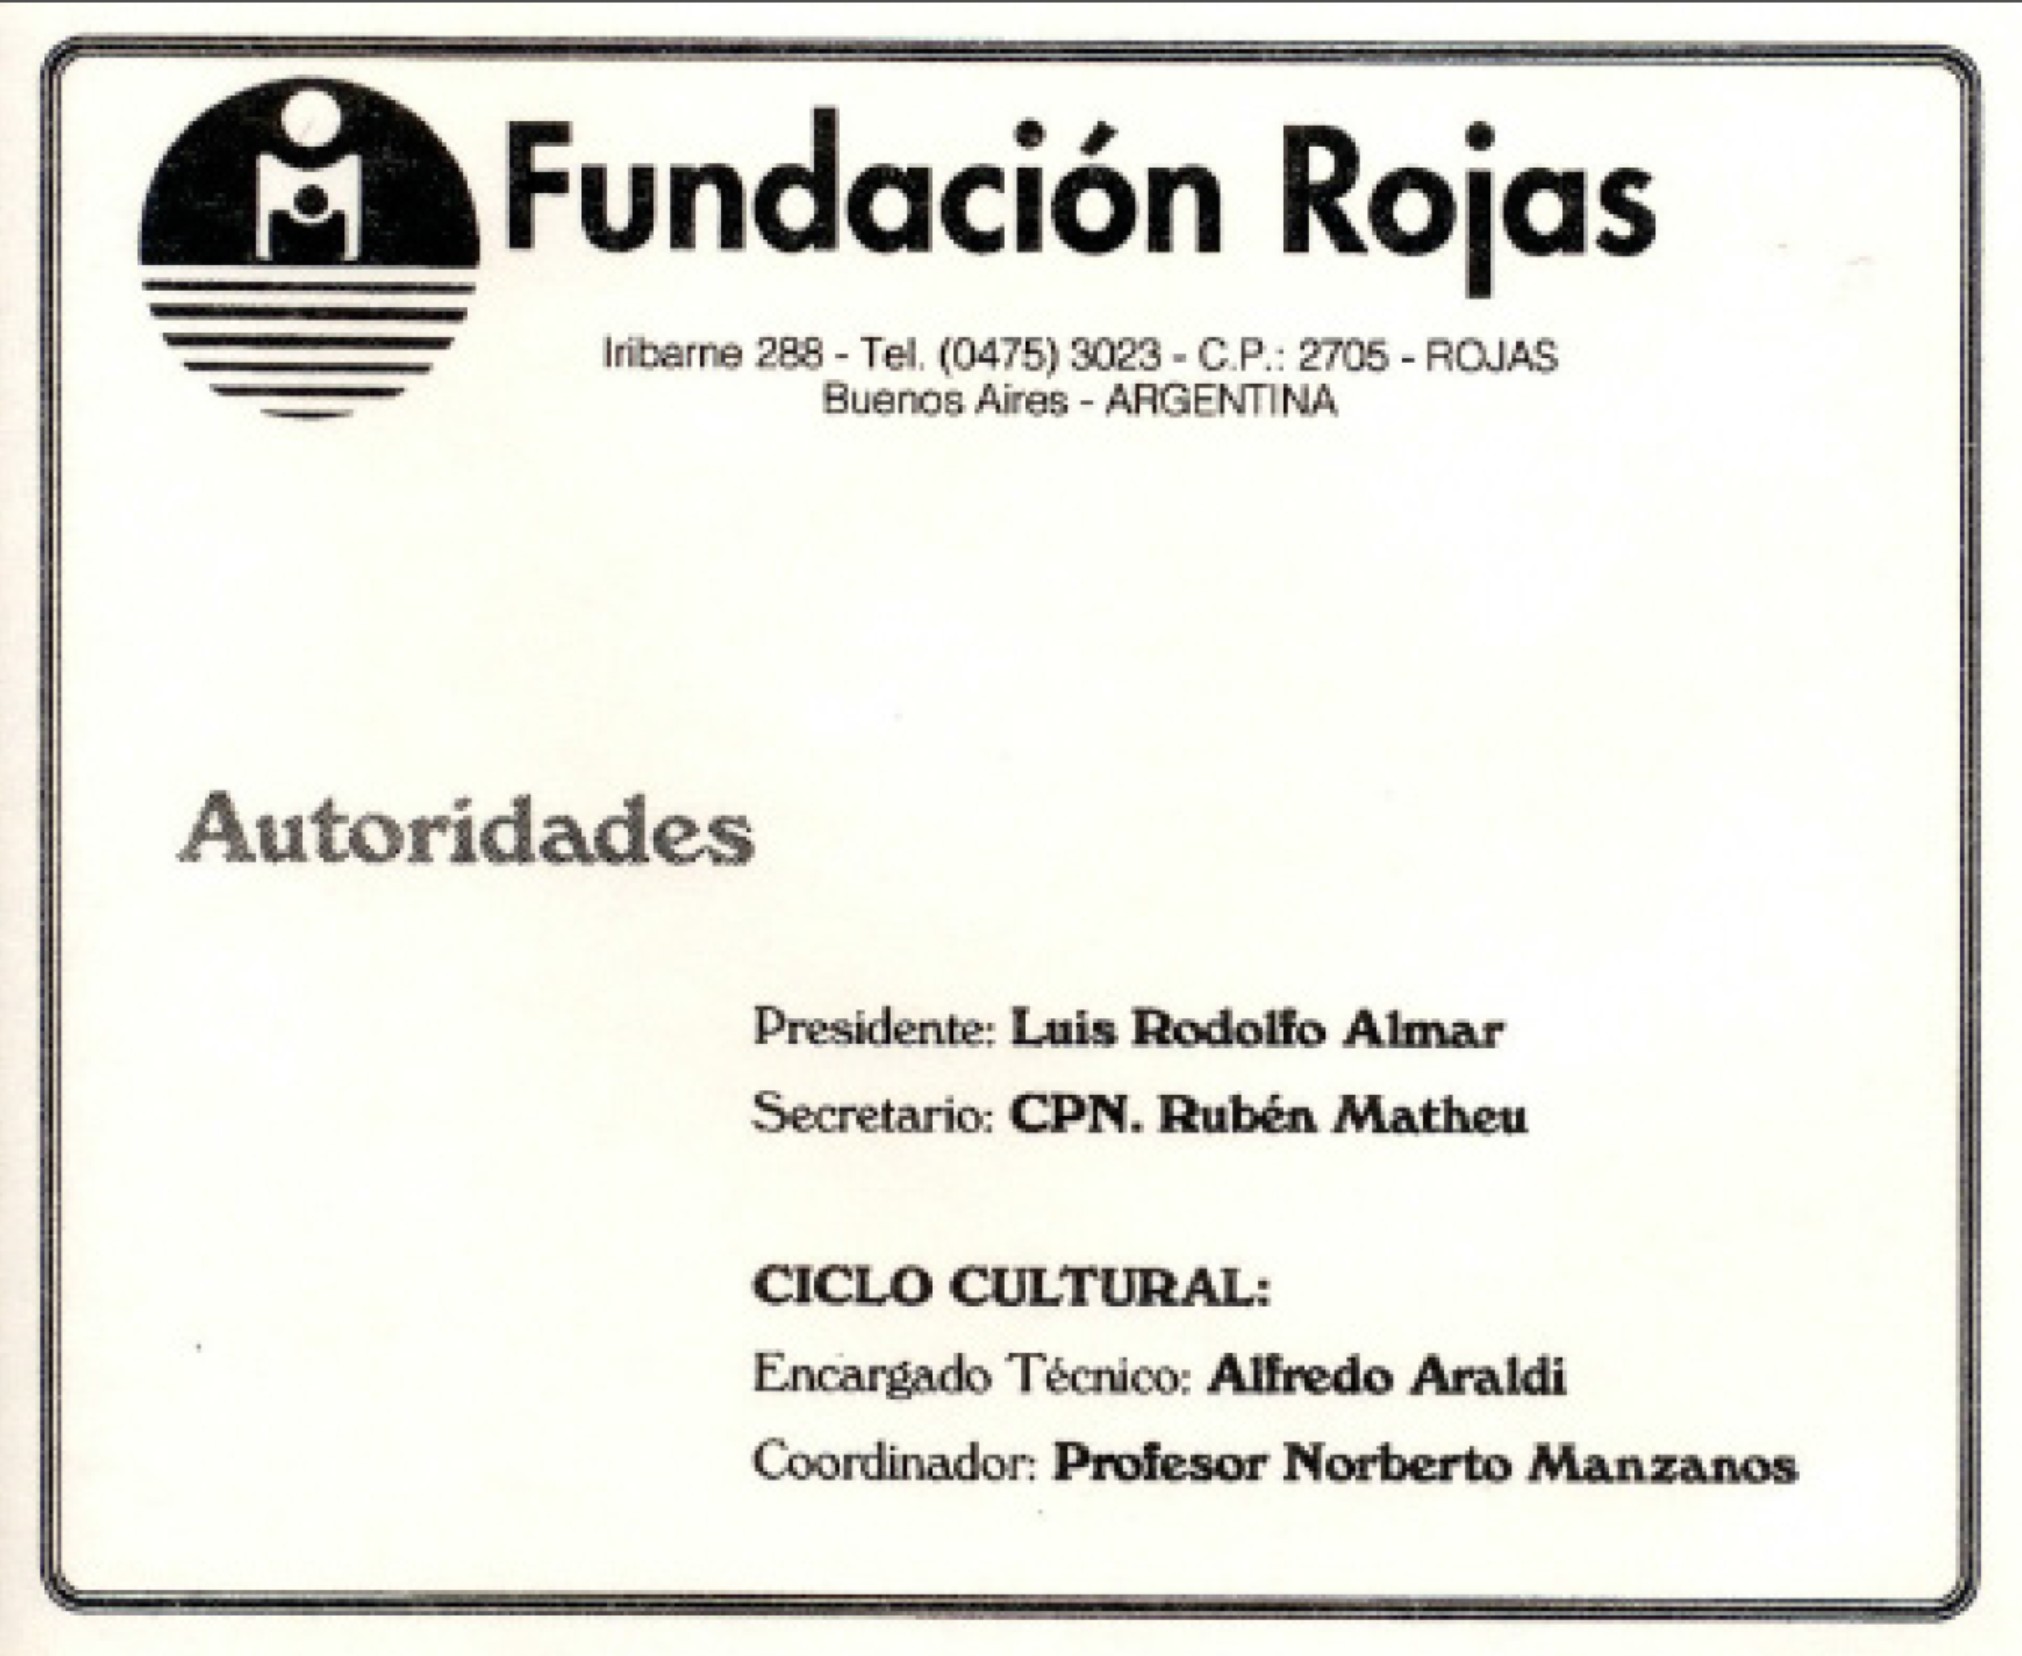 Fundación Rojas
Iribarne 288 - Tel. (0475) 3023 - C.P.: 2705 - ROJAS
Buenos Aires - ARGENTINA
Autoridades
Presidente: Luis Rodolfo Almar
Secretario: CPN. Rubén Matheu
CICLO CULTURAL:
Encargado Técnico: Alfredo Araldi
Coordinador: Profesor Norberto Manzanos